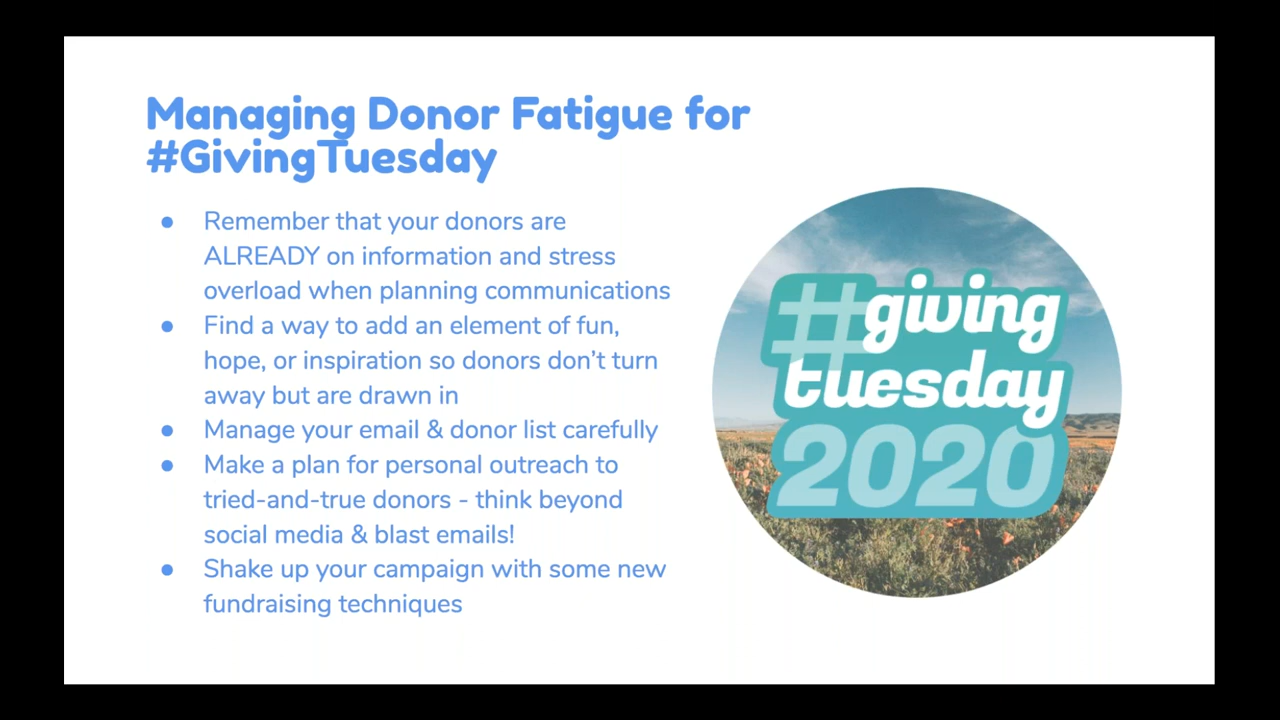 Managing Donor Fatigue for
#GivingTuesday
● Remember that your donors are
ALREADY on information and stress
overload when planning communications
● Find a way to add an element of fun,
hope, or inspiration so donors don’t turn
away but are drawn in
● Manage your email & donor list carefully
● Make a plan for personal outreach to
tried-and-true donors - think beyond
social media & blast emails!
● Shake up your campaign with some new
fundraising techniques
#giving
tuesday
2020